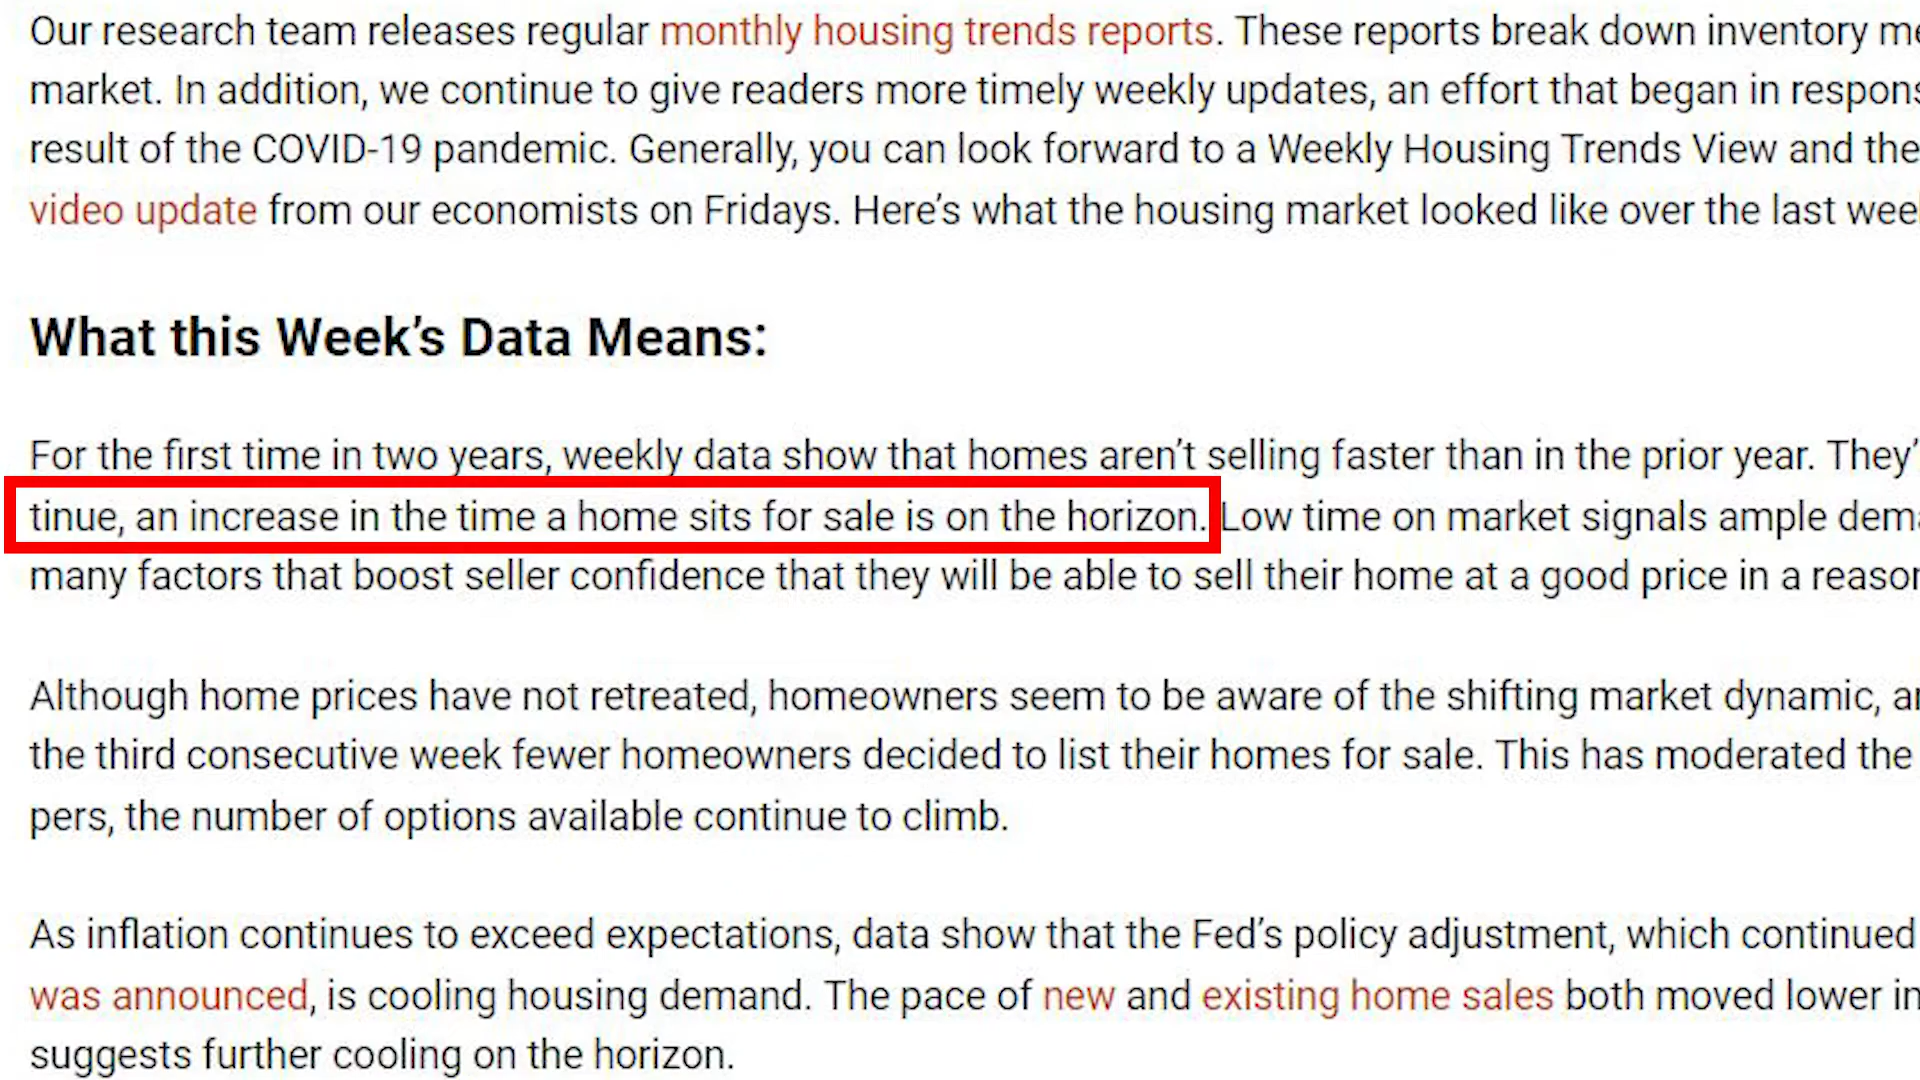 Our research team releases regular monthly housing trends reports. These reports break down inventory
market. In addition, we continue to give readers more timely weekly updates, an effort that began in
result of the COVID-19 pandemic. Generally, you can look forward to a Weekly Housing Trends View and the
video update from our economists on Fridays. Here’s what the housing market looked like over the last
What this Week’s Data Means:
For the first time in two years, weekly data show that homes aren’t selling faster than in the prior year. They’
tinue, an increase in the time a home sits for sale is on the horizon. Low time on market signals ample
many factors that boost seller confidence that they will be able to sell their home at a good price in a
Although home prices have not retreated, homeowners seem to be aware of the shifting market dynamic,
the third consecutive week fewer homeowners decided to list their homes for sale. This has moderated the
pers, the number of options available continue to climb.
As inflation continues to exceed expectations, data show that the Fed’s policy adjustment, which continued
was announced, is cooling housing demand. The pace of new and existing home sales both moved lower in
suggests further cooling on the horizon.